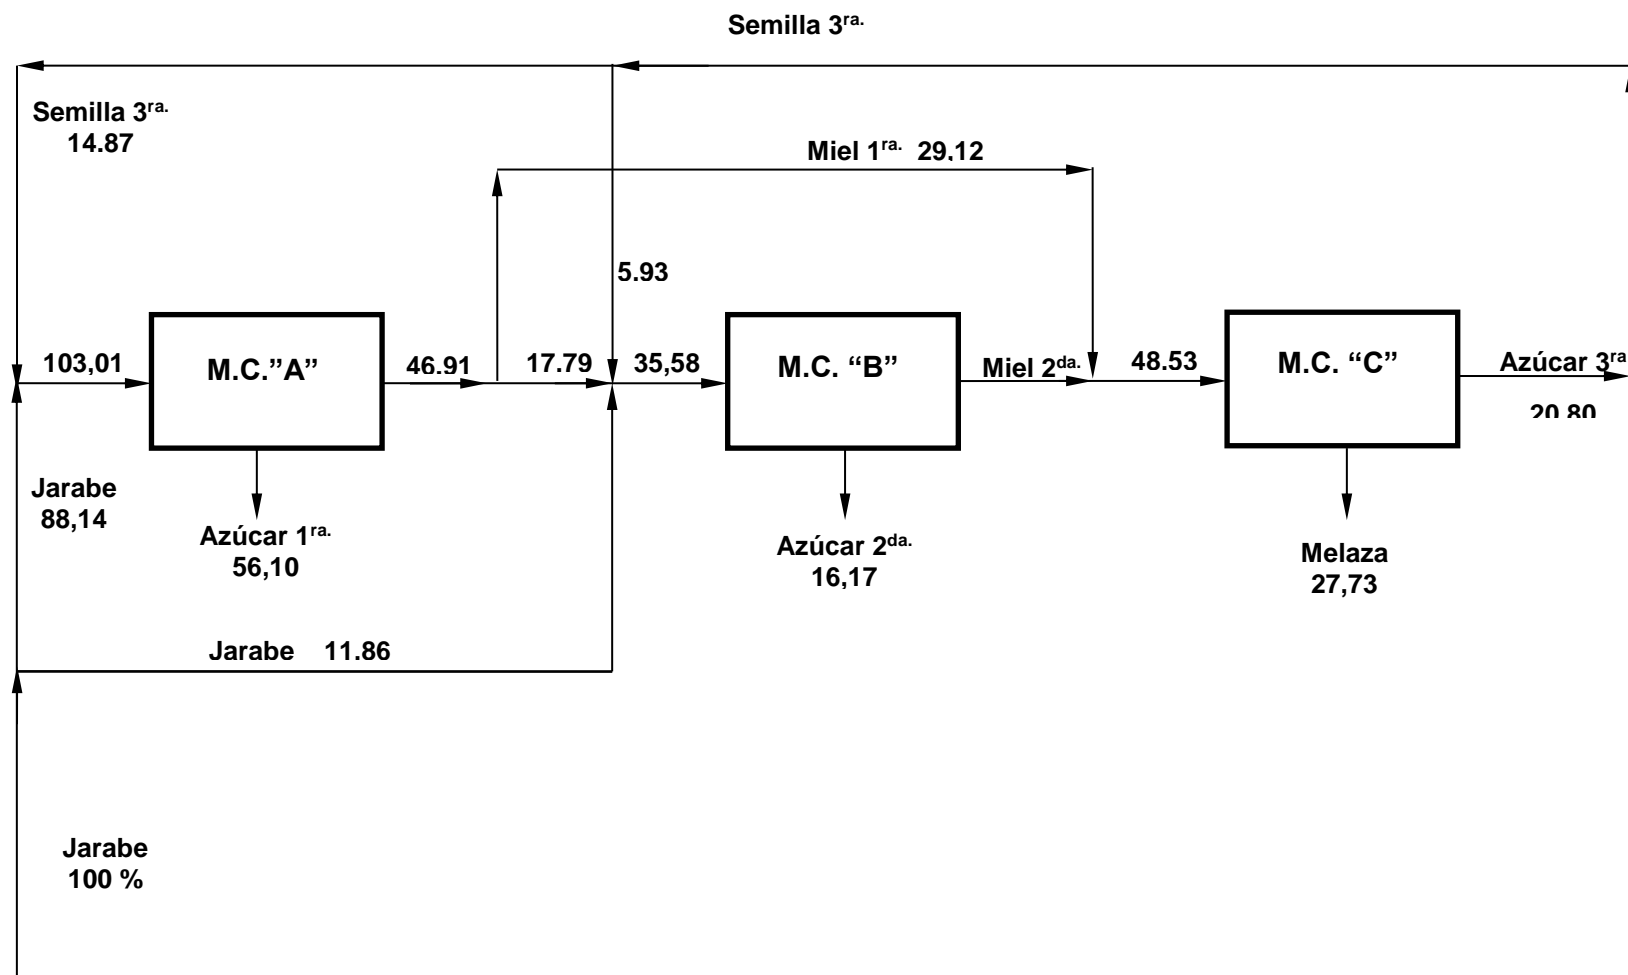 Semilla 3ra.
Semilla 3ra.
14.87
Miel 1ra. 29,12
5.93
103,01
M.C.”A”
46.91
17.79
35,58
M.C. “B”
Miel 2da.
48.53
M.C. “C”
Azúcar 3ra
20.80
Jarabe
88,14
Azúcar 1ra.
56,10
Azúcar 2da.
16,17
Melaza
27,73
Jarabe 11.86
Jarabe
100 %